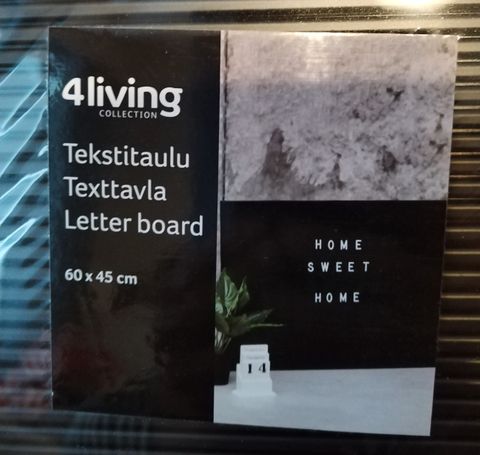 4living
COLLECTION
Tekstitaulu
Texttavla
Letter board
60 x 45 cm
HOME
SWEET
HOME
14